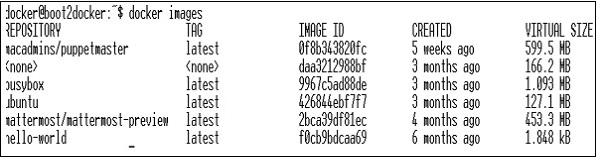 docker@boot2docker:~$ docker images
REPOSITORY TAG IMAGE ID CREATED VIRTUAL SIZE
macadmins/puppetmaster latest 0f8b343820fc 5 weeks ago 599.5 MB
<none> <none> daa3212988bf 3 months ago 166.2 MB
busybox latest 9967c5ad88de 3 months ago 1.093 MB
ubuntu latest 426844ebf7f7 3 months ago 127.1 MB
mattermost/mattermost-preview latest 2bca39df81ec 4 months ago 453.3 MB
hello-world latest f0cb9bdcaa69 6 months ago 1.848 kB